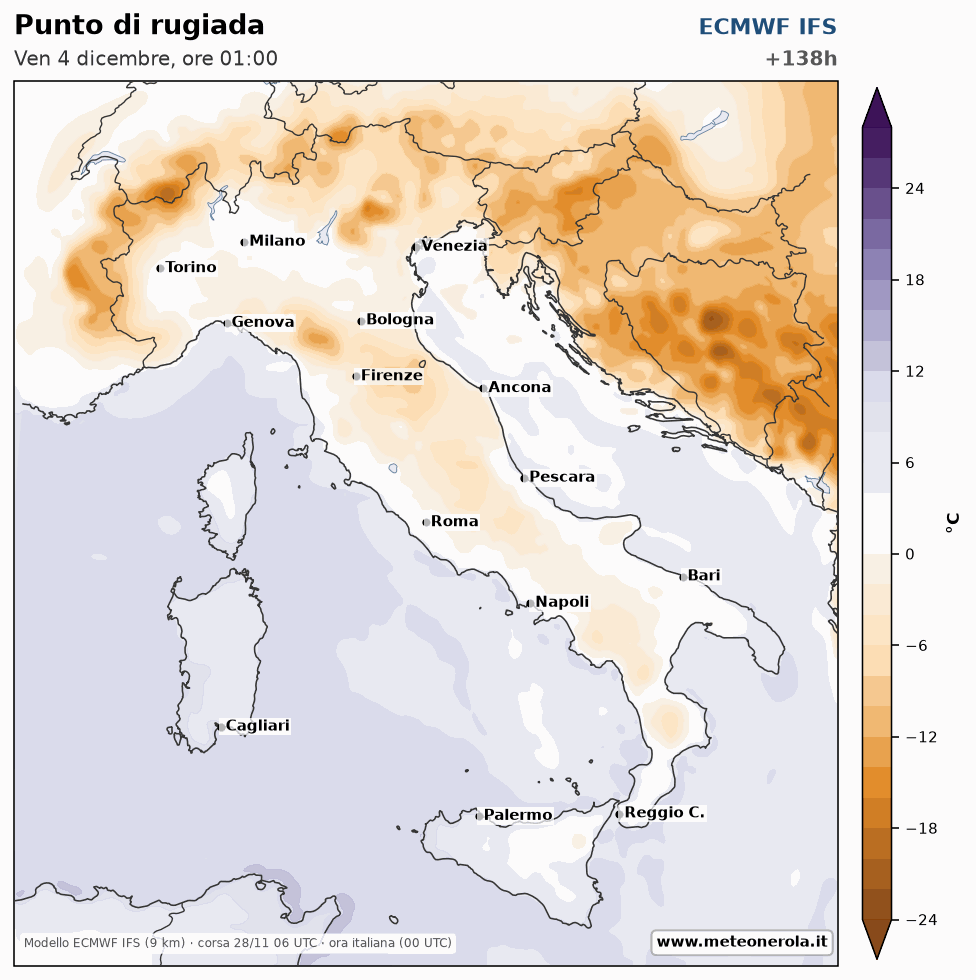 Punto di rugiada
ECMWF IFS
Ven 4 dicembre, ore 01:00
+138h
Milano
Venezia
Torino
Genova
Bologna
Firenze
Ancona
Pescara
Roma
Bari
Napoli
Cagliari
Palermo
Reggio C.
24
18
12
6
0
−6
−12
−18
−24
°C
Modello ECMWF IFS (9 km) · corsa 28/11 06 UTC · ora italiana (00 UTC)
www.meteonerola.it